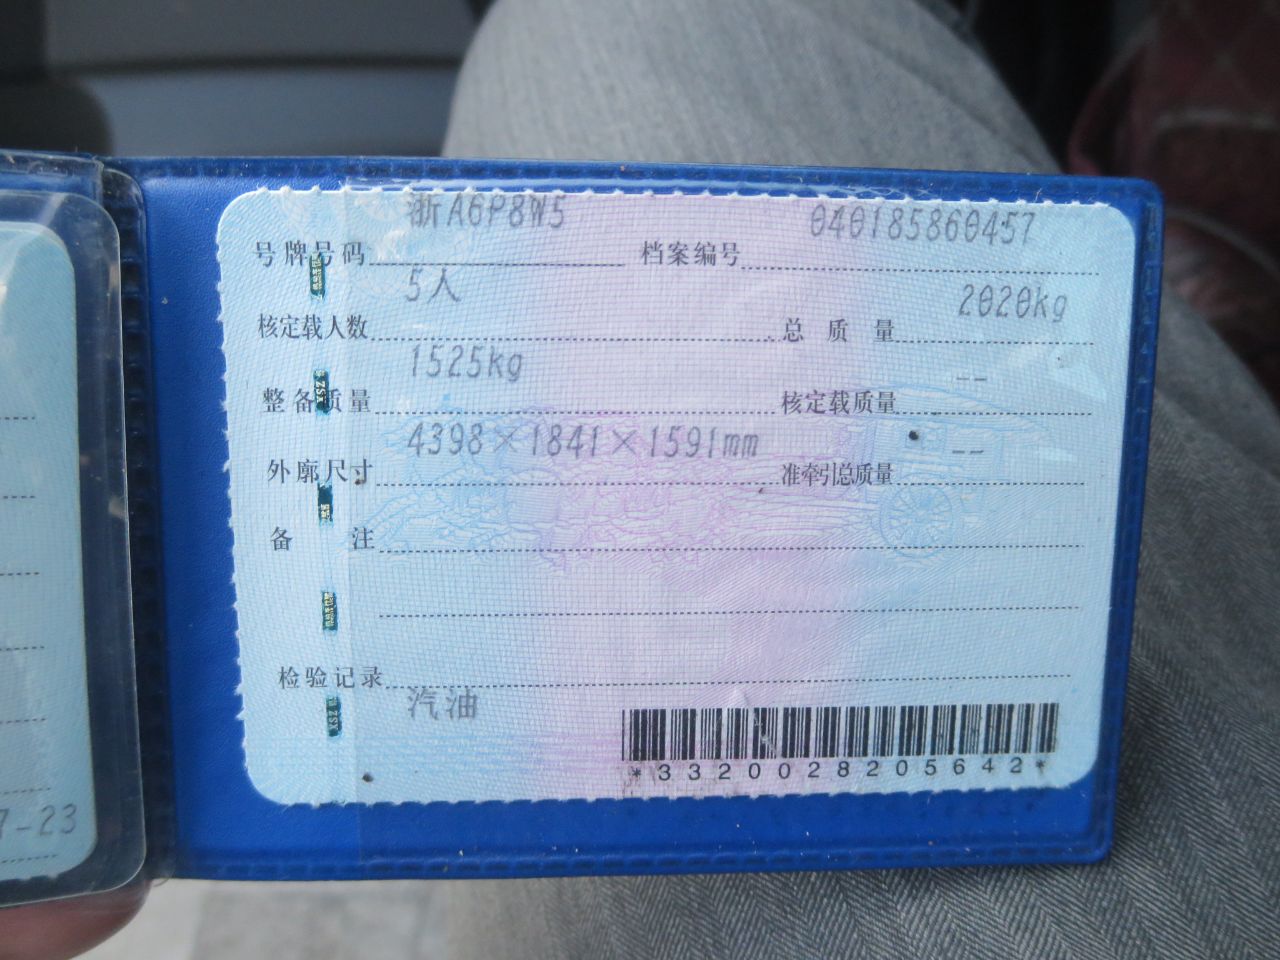 浙A6P8W5 040185860457
号牌号码 档案编号
5人 2020kg
核定载人数 总质量
1525kg --
整备质量 核定载质量
4398×1841×1591mm --
外廓尺寸 准牵引总质量
备注
检验记录
汽油
*3320028205642*
7-23